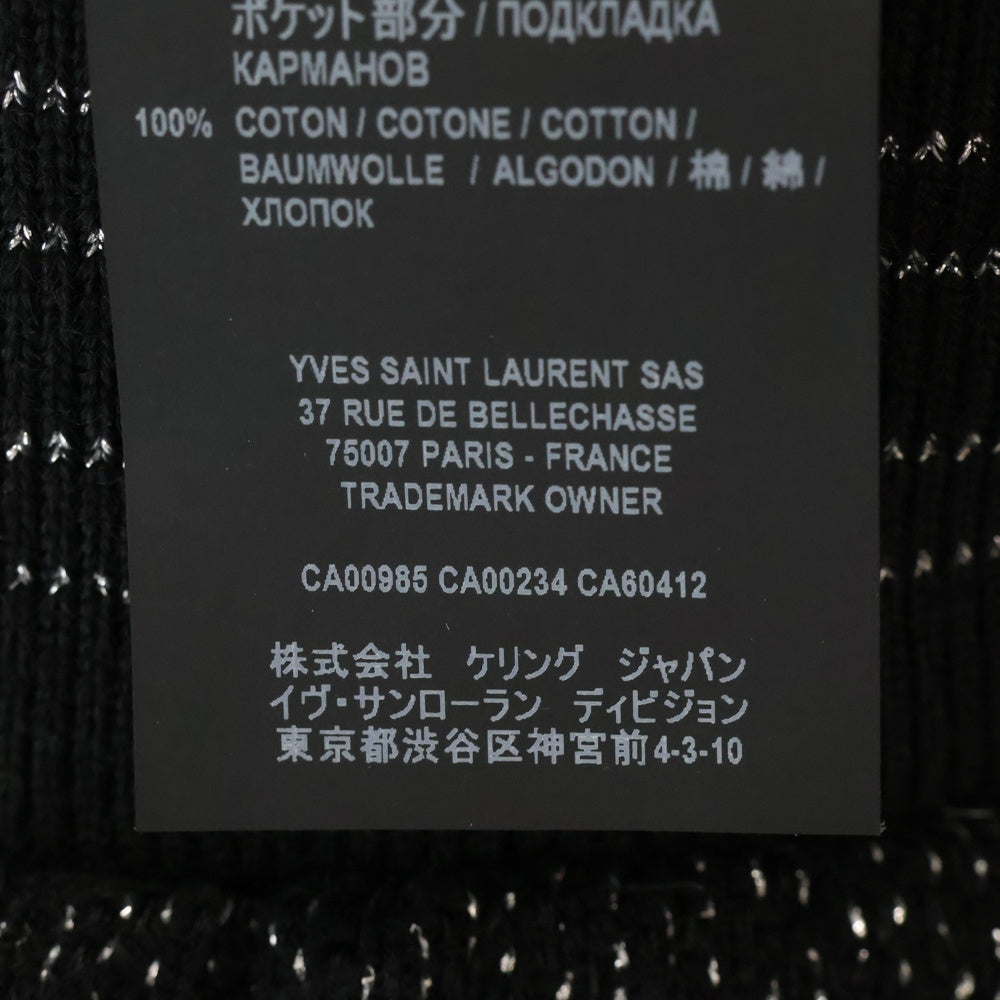 ポケット部分 / ПОДКЛАДКА
КАРМАНОВ
100% COTON / COTONE / COTTON /
BAUMWOLLE / ALGODON / 棉 / 綿 /
ХЛОПОК
YVES SAINT LAURENT SAS
37 RUE DE BELLECHASSE
75007 PARIS - FRANCE
TRADEMARK OWNER
CA00985 CA00234 CA60412
株式会社 ケリング ジャパン
イヴ・サンローラン ディビジョン
東京都渋谷区神宮前4-3-10